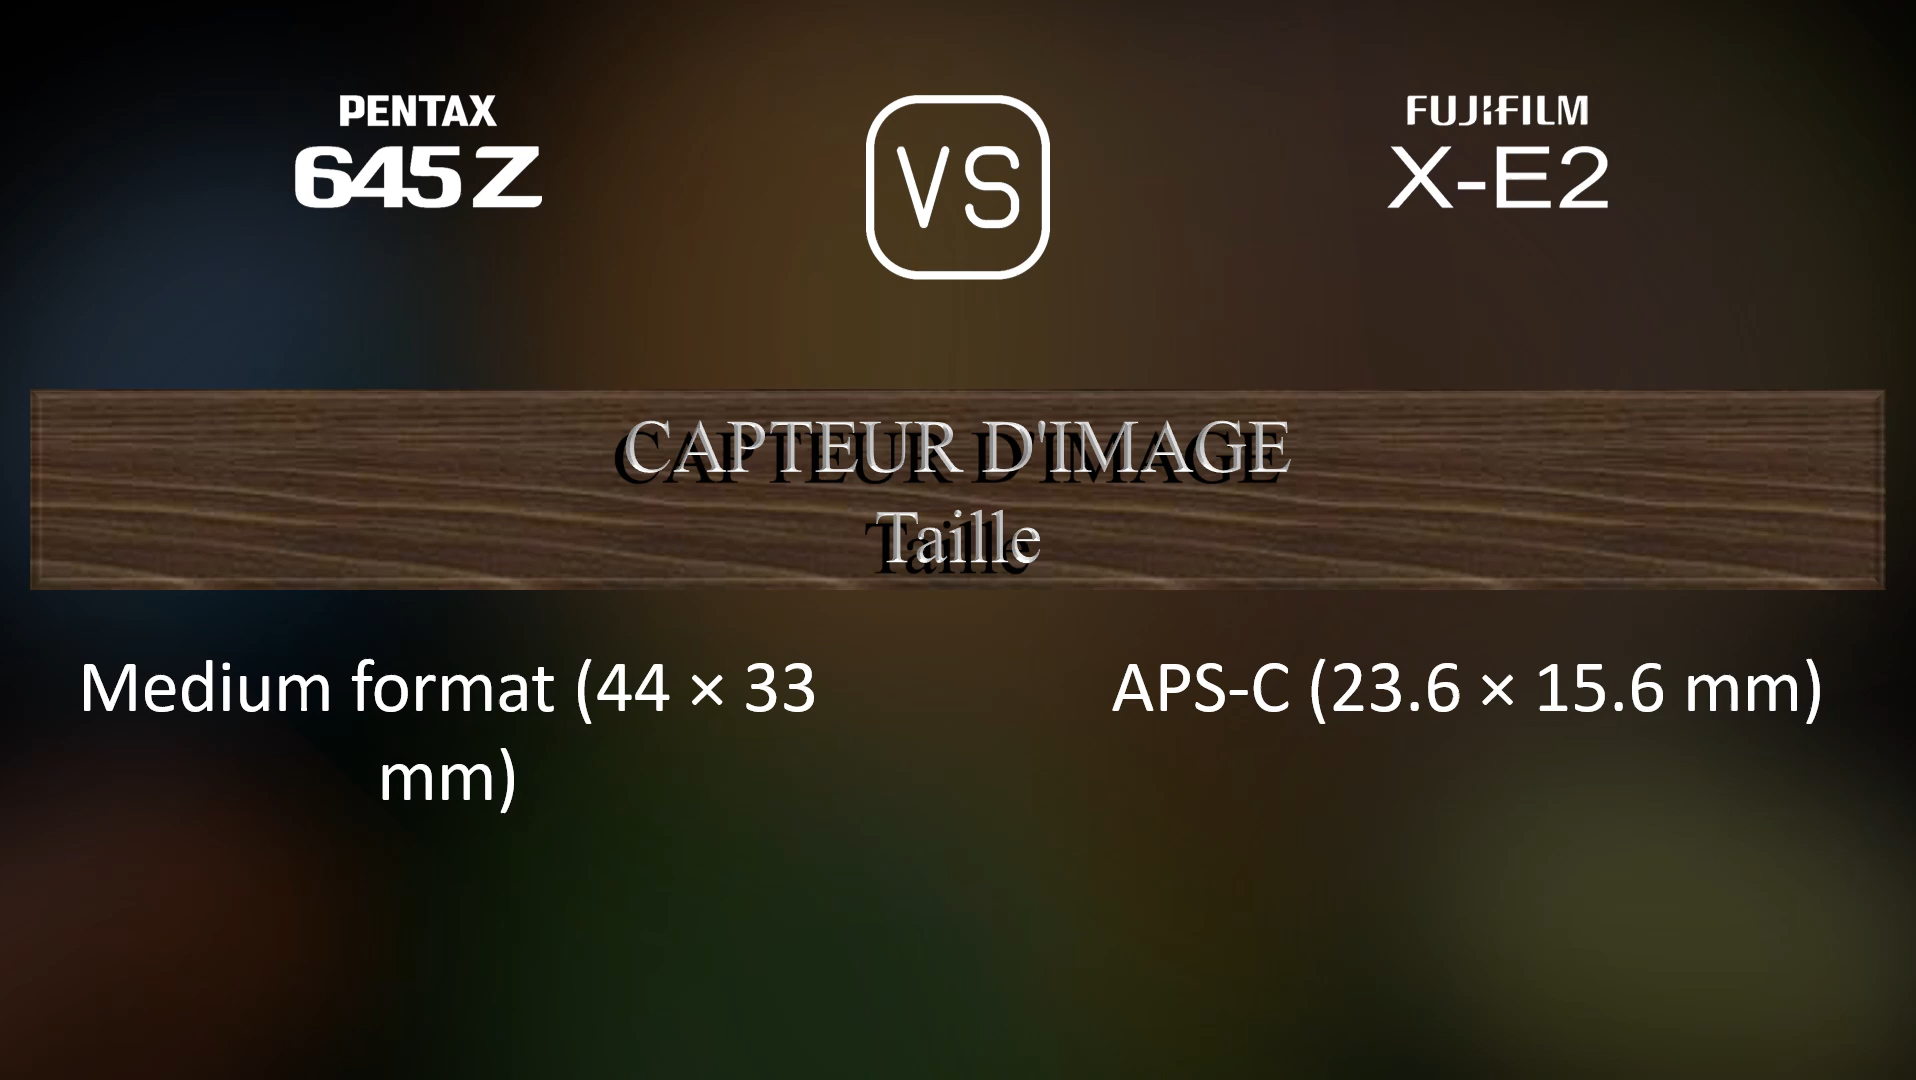 PENTAX
645Z
VS
FUJIFILM
X-E2
CAPTEUR D'IMAGE
Taille
Medium format (44 × 33
mm)
APS-C (23.6 × 15.6 mm)